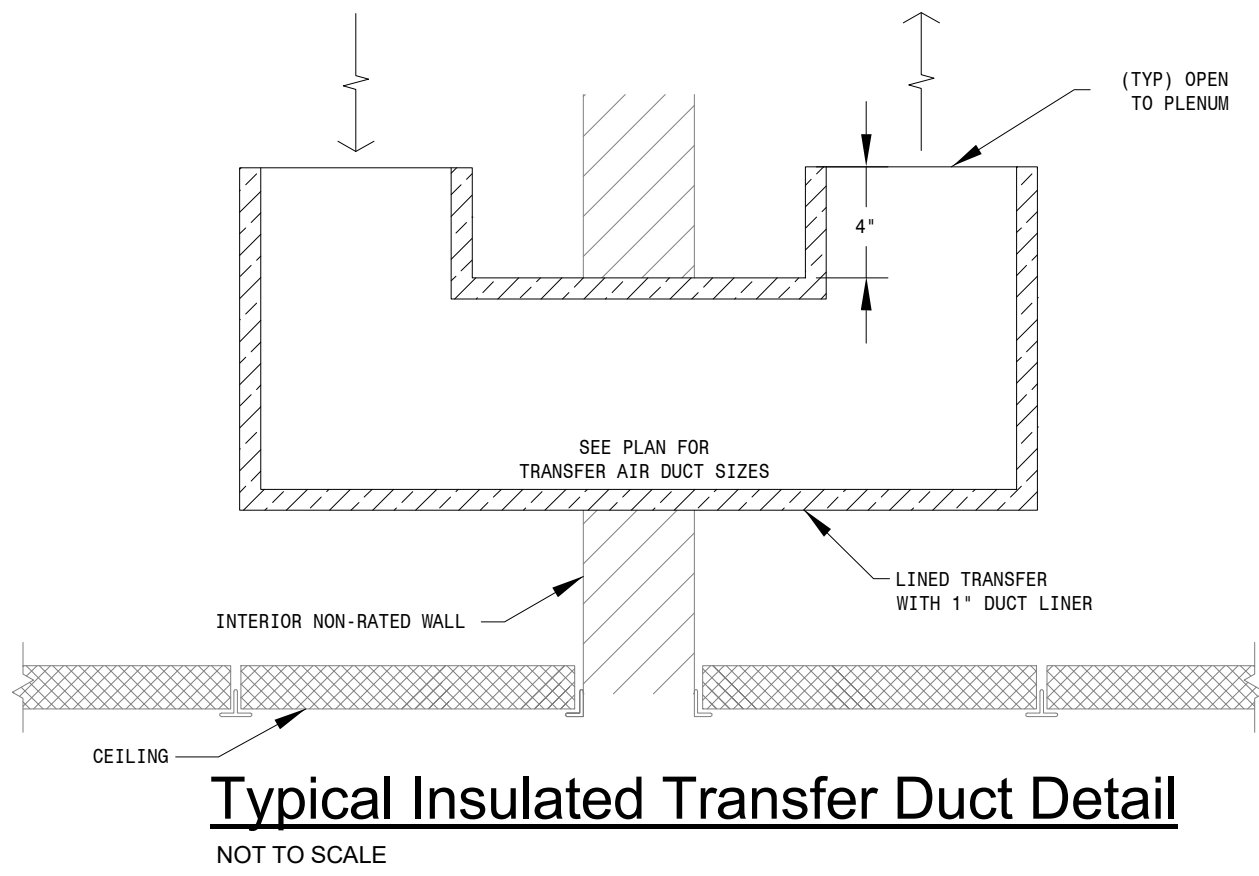 (TYP) OPEN
TO PLENUM
4"
SEE PLAN FOR
TRANSFER AIR DUCT SIZES
LINED TRANSFER
WITH 1" DUCT LINER
INTERIOR NON-RATED WALL
CEILING
Typical Insulated Transfer Duct Detail
NOT TO SCALE